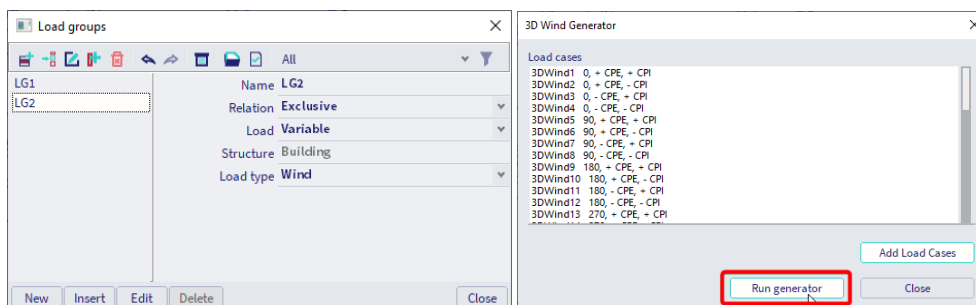 Load groups
All
LG1
LG2
Name LG2
Relation Exclusive
Load Variable
Structure Building
Load type Wind
New Insert Edit Delete Close
3D Wind Generator
Load cases
3DWind1 0, + CPE, + CPI
3DWind2 0, + CPE, - CPI
3DWind3 0, - CPE, + CPI
3DWind4 0, - CPE, - CPI
3DWind5 90, + CPE, + CPI
3DWind6 90, + CPE, - CPI
3DWind7 90, - CPE, + CPI
3DWind8 90, - CPE, - CPI
3DWind9 180, + CPE, + CPI
3DWind10 180, + CPE, - CPI
3DWind11 180, - CPE, + CPI
3DWind12 180, - CPE, - CPI
3DWind13 270, + CPE, + CPI
Add Load Cases
Run generator Close